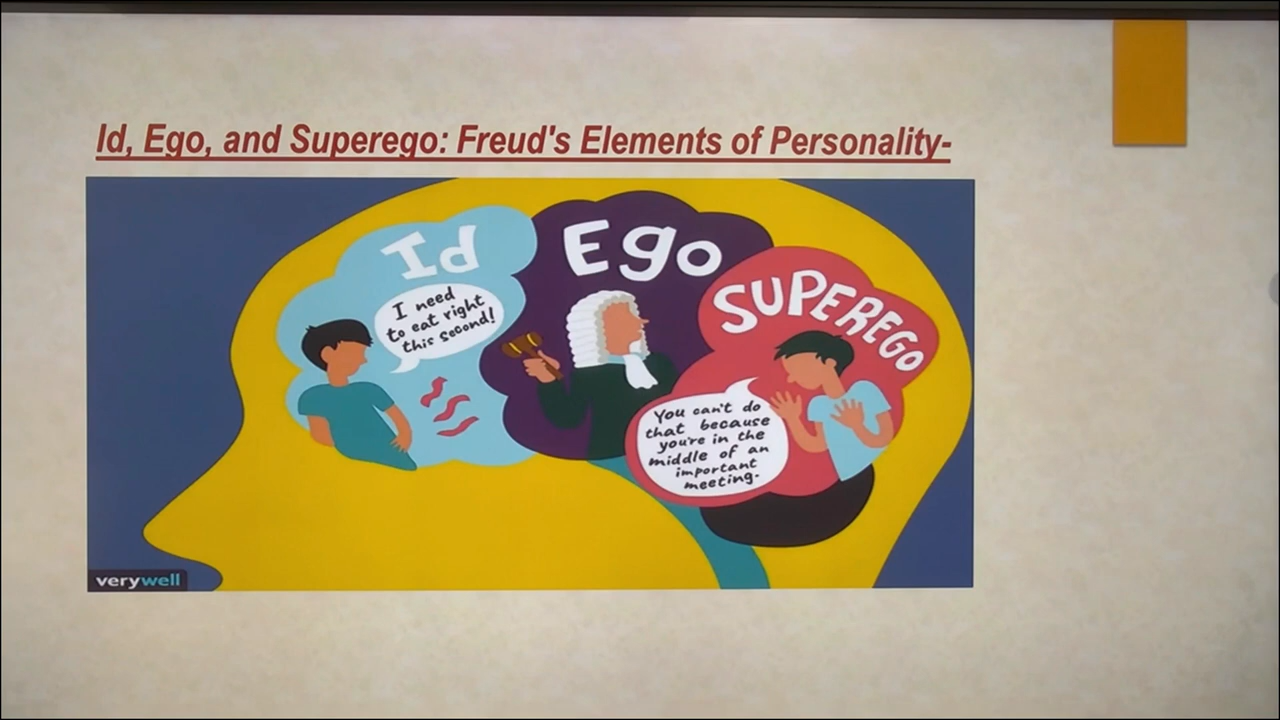 Id, Ego, and Superego: Freud's Elements of Personality-
Id
I need
to eat right
this second!
Ego
SUPEREGO
You can't do
that because
you're in the
middle of an
important
meeting.
verywell